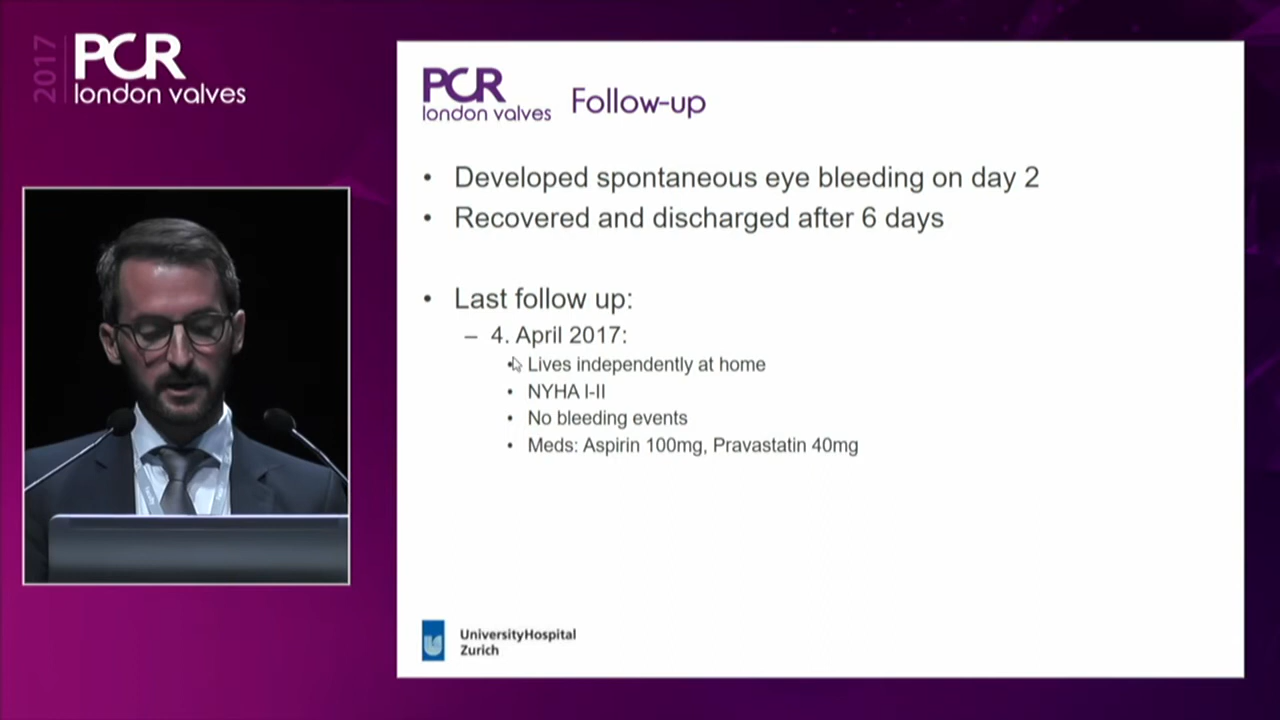 2017
PCR
london valves
PCR
london valves
Follow-up
• Developed spontaneous eye bleeding on day 2
• Recovered and discharged after 6 days
• Last follow up:
– 4. April 2017:
• Lives independently at home
• NYHA I-II
• No bleeding events
• Meds: Aspirin 100mg, Pravastatin 40mg
UniversityHospital
Zurich